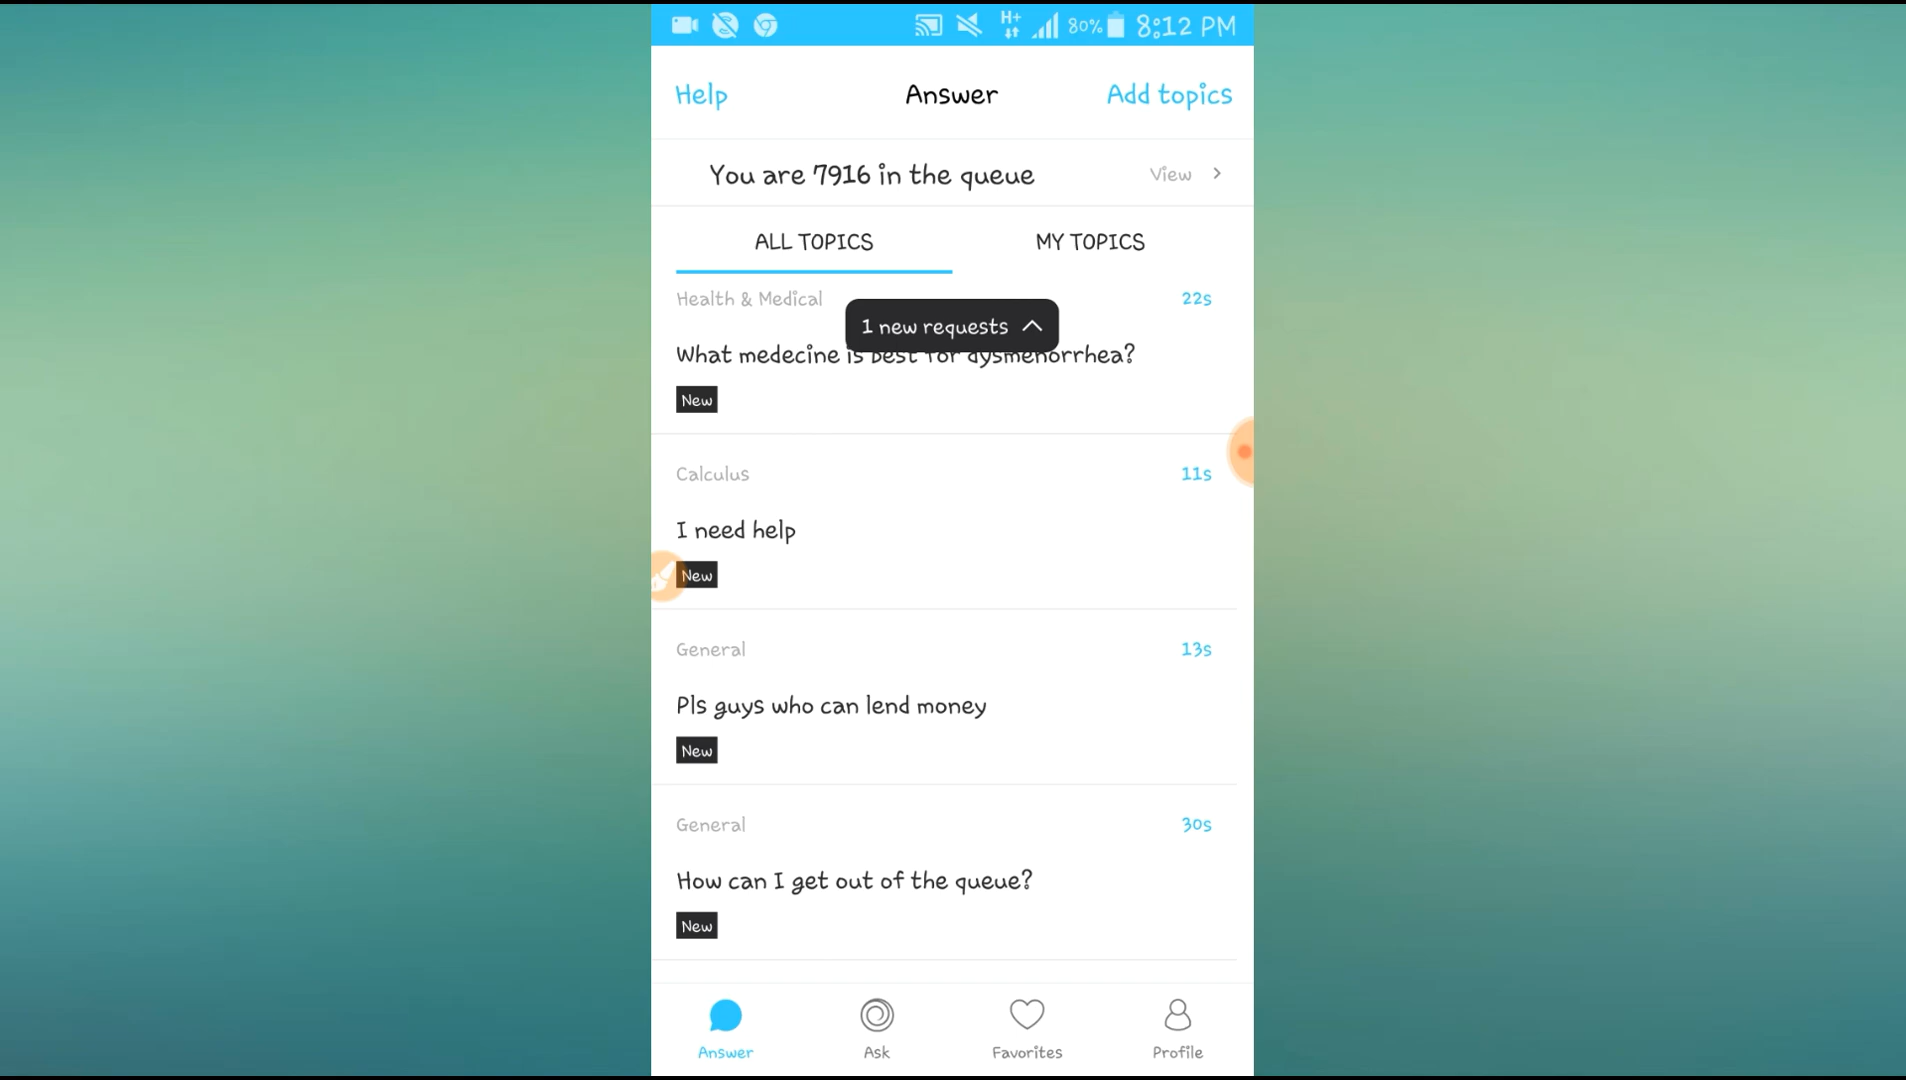 H+ 80% 8:12 PM
Help Answer Add topics
You are 7916 in the queue View
ALL TOPICS MY TOPICS
Health & Medical 22s
1 new requests
What medecine is best for dysmenorrhea?
New
Calculus 11s
I need help
New
General 13s
Pls guys who can lend money
New
General 30s
How can I get out of the queue?
New
Answer Ask Favorites Profile